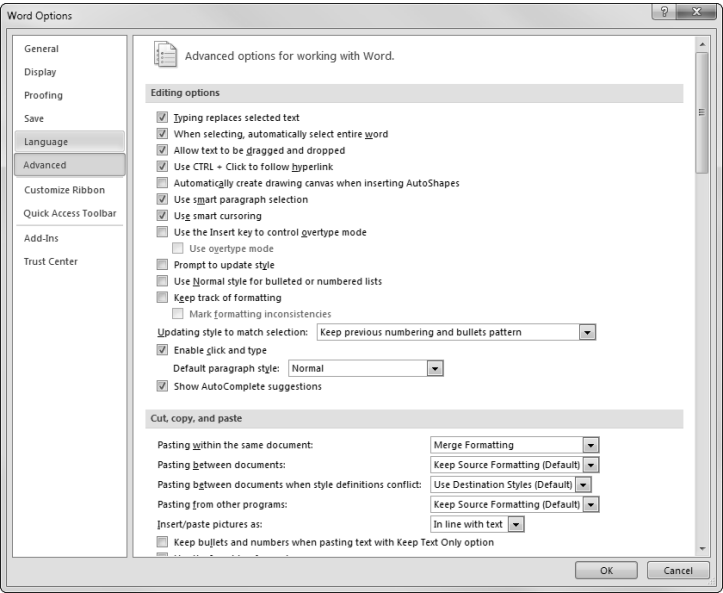 Word Options
General
Display
Proofing
Save
Language
Advanced
Customize Ribbon
Quick Access Toolbar
Add-Ins
Trust Center
Advanced options for working with Word.
Editing options
Typing replaces selected text
When selecting, automatically select entire word
Allow text to be dragged and dropped
Use CTRL + Click to follow hyperlink
Automatically create drawing canvas when inserting AutoShapes
Use smart paragraph selection
Use smart cursoring
Use the Insert key to control overtype mode
Use overtype mode
Prompt to update style
Use Normal style for bulleted or numbered lists
Keep track of formatting
Mark formatting inconsistencies
Updating style to match selection: Keep previous numbering and bullets pattern
Enable click and type
Default paragraph style: Normal
Show AutoComplete suggestions
Cut, copy, and paste
Pasting within the same document: Merge Formatting
Pasting between documents: Keep Source Formatting (Default)
Pasting between documents when style definitions conflict: Use Destination Styles (Default)
Pasting from other programs: Keep Source Formatting (Default)
Insert/paste pictures as: In line with text
Keep bullets and numbers when pasting text with Keep Text Only option
OK Cancel